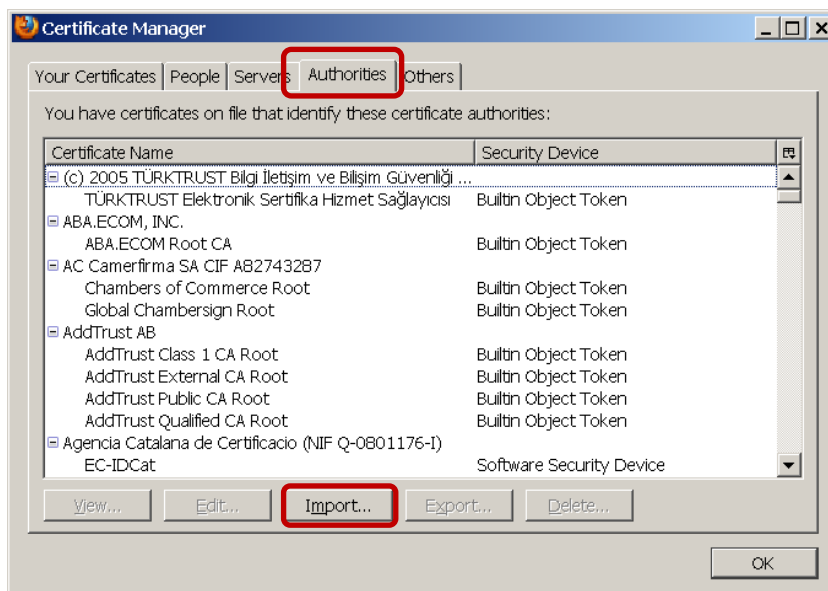 Certificate Manager
Your Certificates People Servers Authorities Others
You have certificates on file that identify these certificate authorities:
Certificate Name Security Device
(c) 2005 TÜRKTRUST Bilgi İletişim ve Bilişim Güvenliği ...
TÜRKTRUST Elektronik Sertifika Hizmet Sağlayıcısı Builtin Object Token
ABA.ECOM, INC.
ABA.ECOM Root CA Builtin Object Token
AC Camerfirma SA CIF A82743287
Chambers of Commerce Root Builtin Object Token
Global Chambersign Root Builtin Object Token
AddTrust AB
AddTrust Class 1 CA Root Builtin Object Token
AddTrust External CA Root Builtin Object Token
AddTrust Public CA Root Builtin Object Token
AddTrust Qualified CA Root Builtin Object Token
Agencia Catalana de Certificacio (NIF Q-0801176-I)
EC-IDCat Software Security Device
View... Edit... Import... Export... Delete...
OK